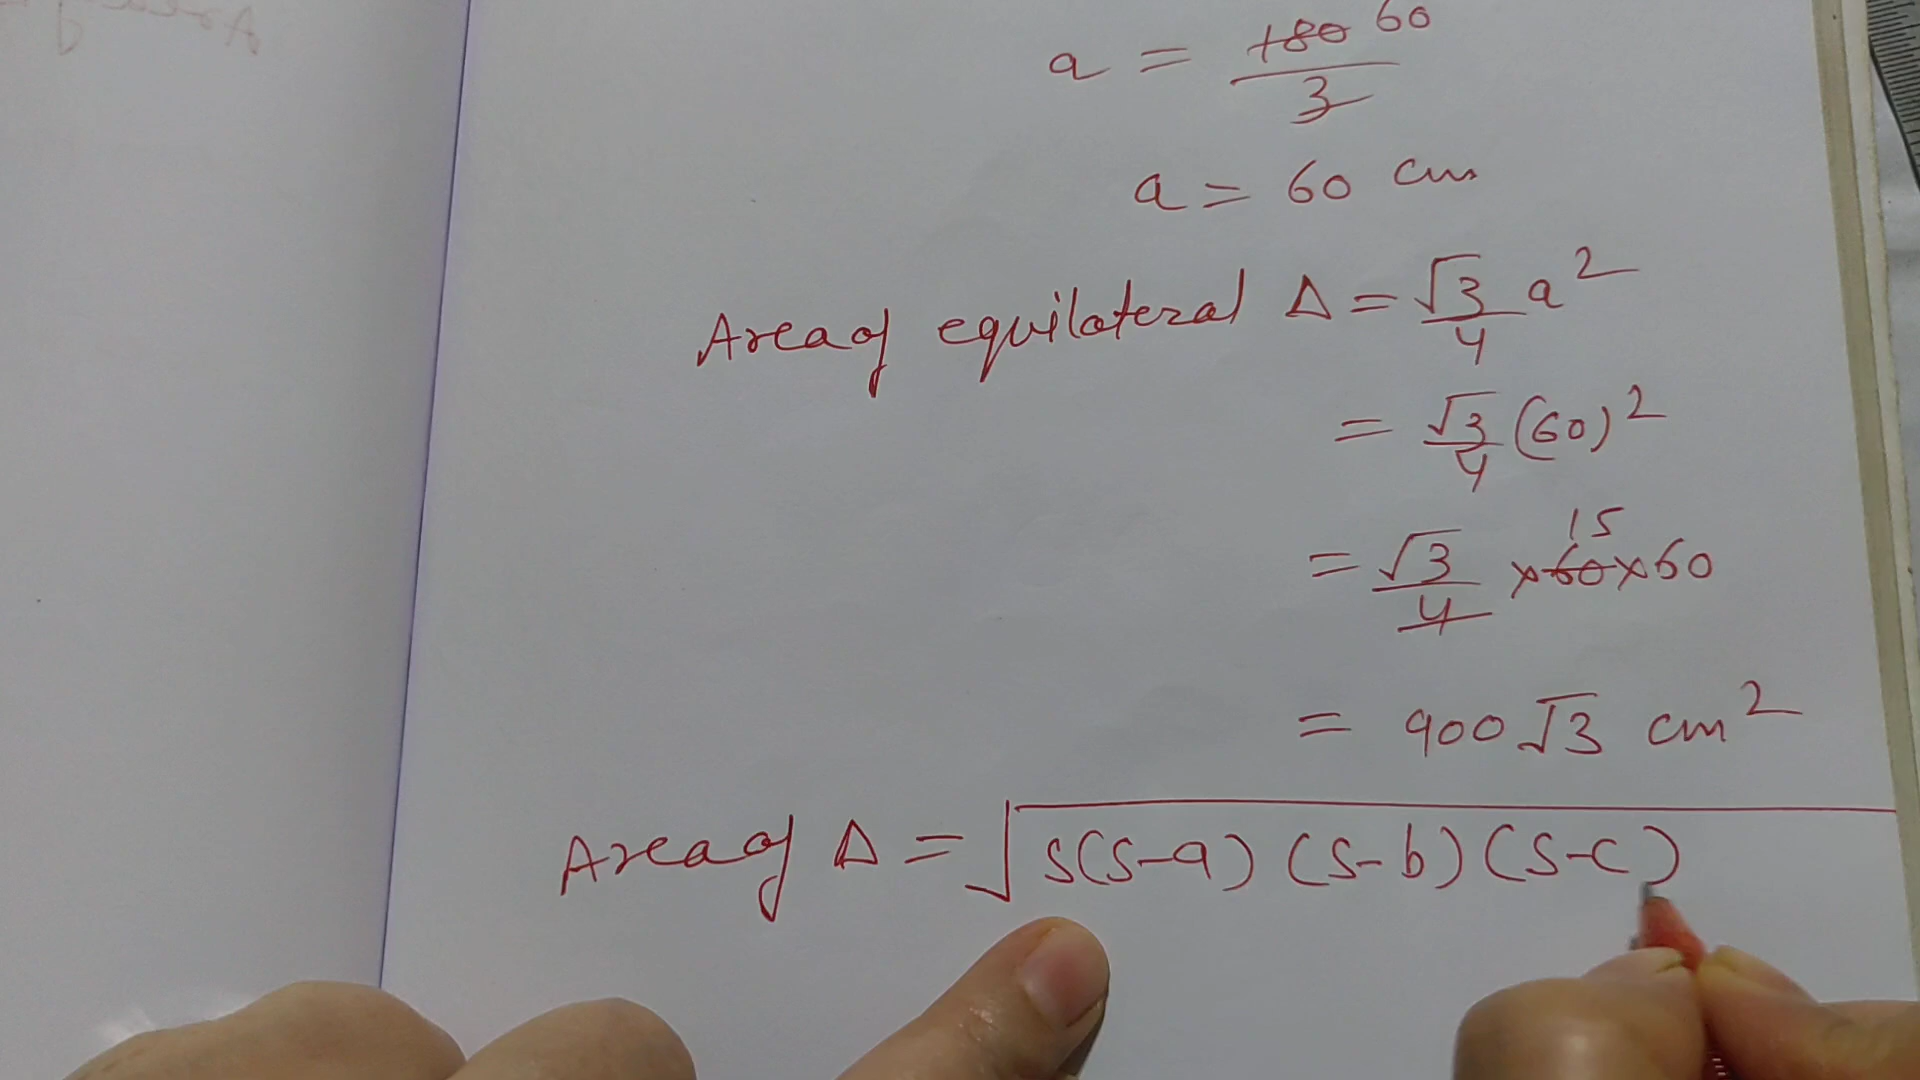 a = 180 60 / 3
a = 60 cm
Area of equilateral Δ = √3/4 a²
= √3/4 (60)²
= √3/4 × 60 15 × 60
= 900√3 cm²
Area of Δ = √s(s-a)(s-b)(s-c)